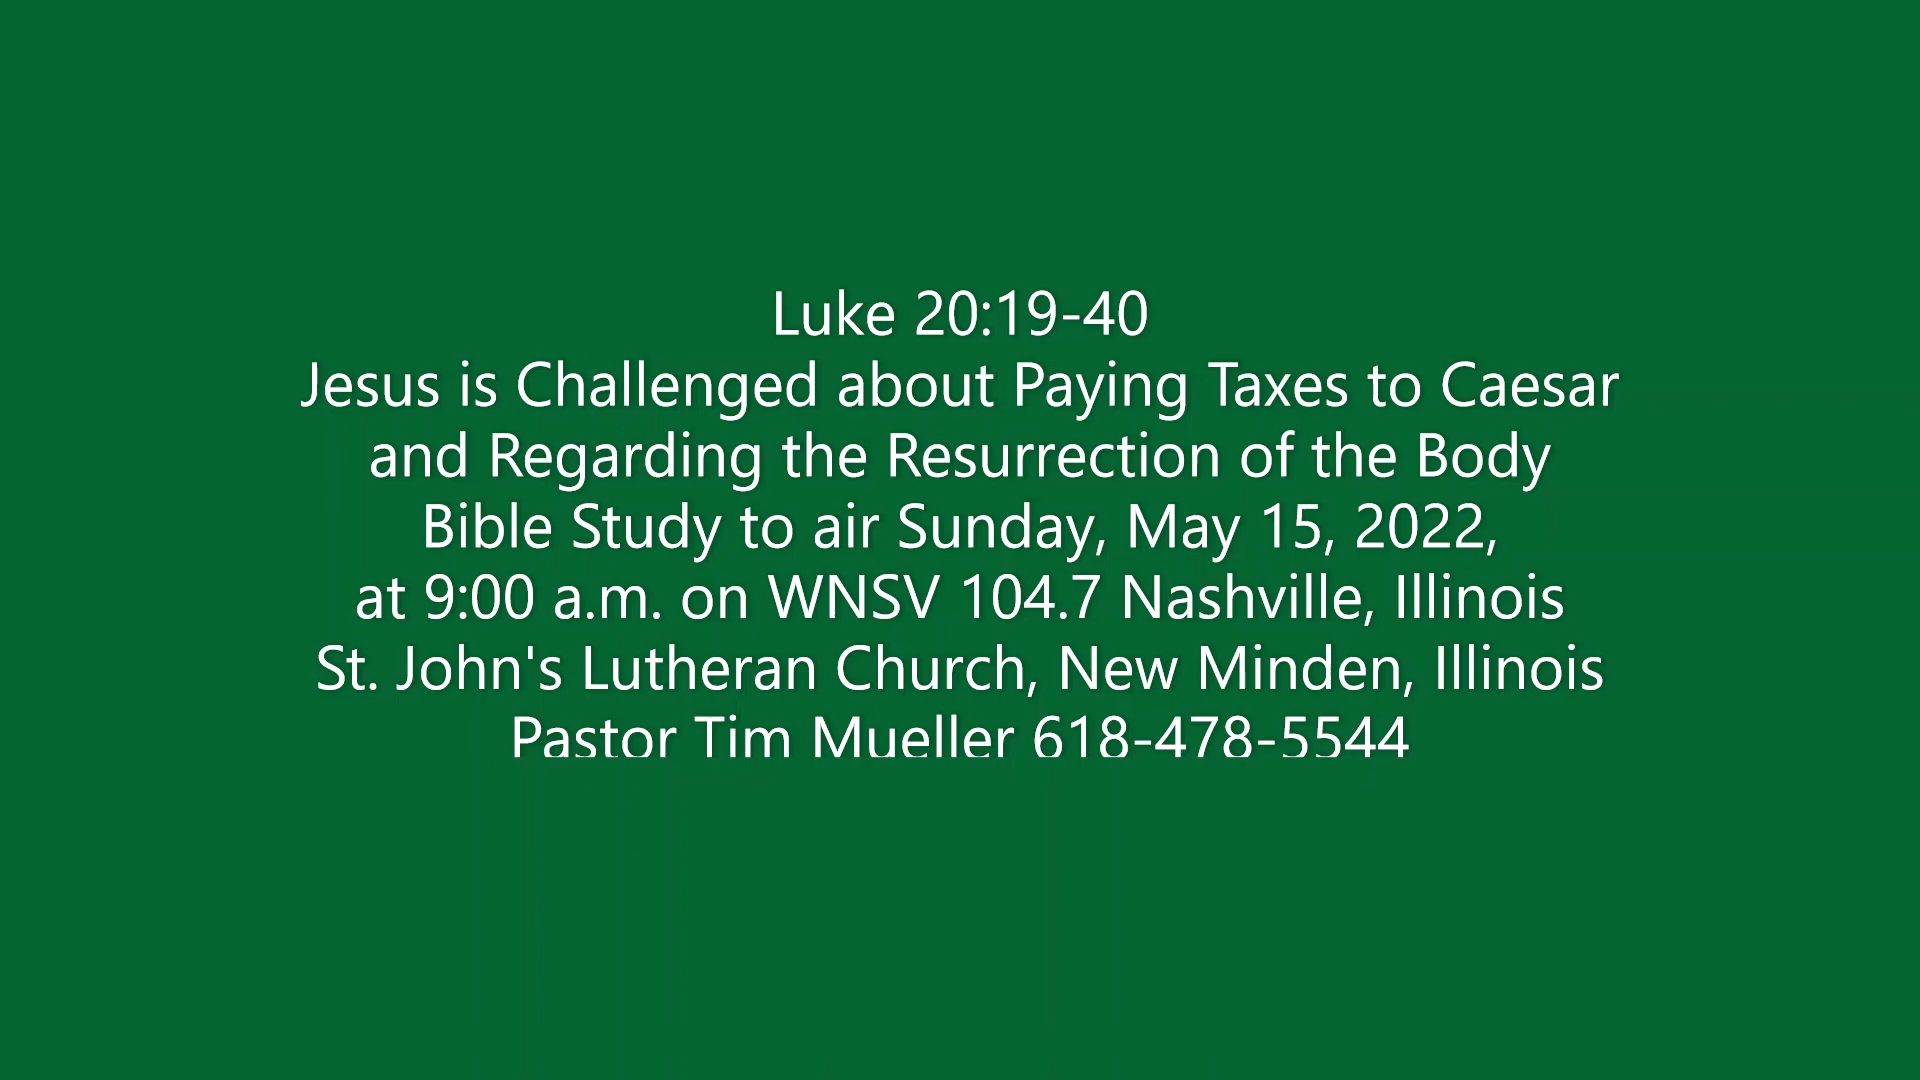 Luke 20:19-40
Jesus is Challenged about Paying Taxes to Caesar
and Regarding the Resurrection of the Body
Bible Study to air Sunday, May 15, 2022,
at 9:00 a.m. on WNSV 104.7 Nashville, Illinois
St. John's Lutheran Church, New Minden, Illinois
Pastor Tim Mueller 618-478-5544